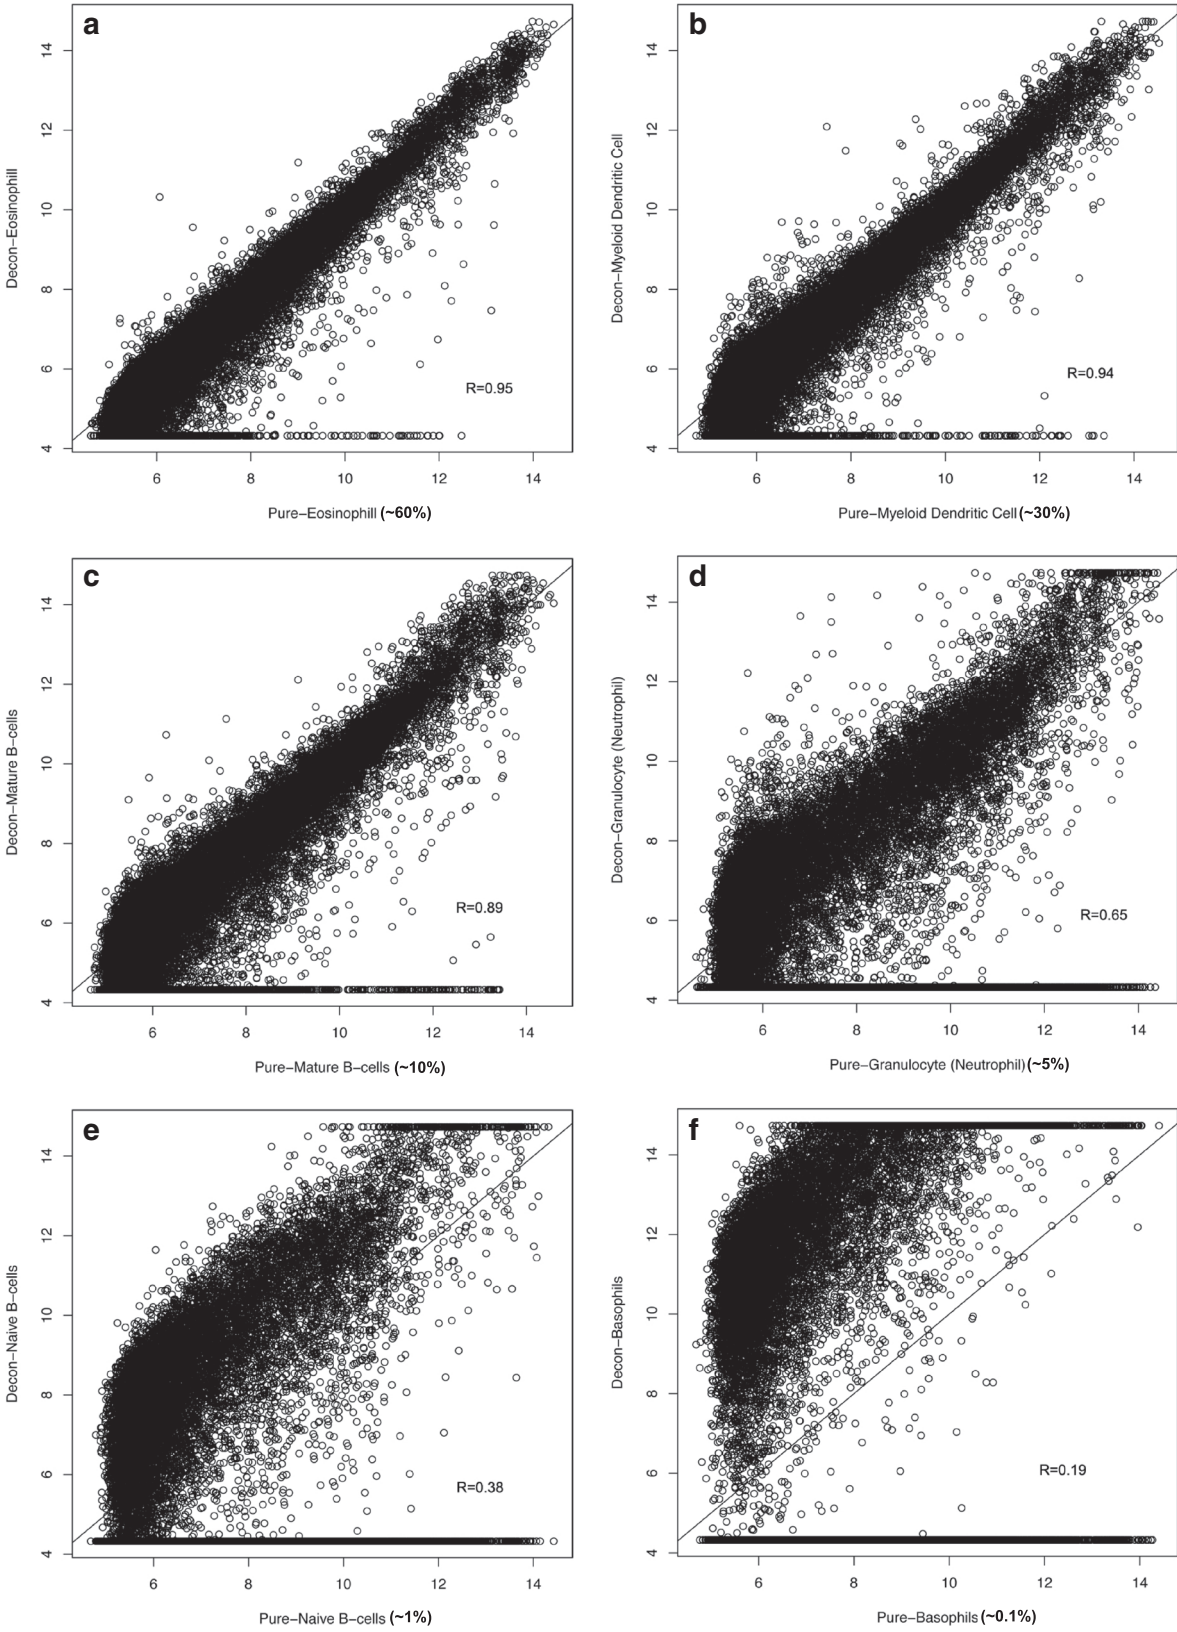 a
14
12
10
8
6
4
Decon−Eosinophill
R=0.95
6 8 10 12 14
Pure−Eosinophill (~60%)
b
14
12
10
8
6
4
Decon−Myeloid Dendritic Cell
R=0.94
6 8 10 12 14
Pure−Myeloid Dendritic Cell (~30%)
c
14
12
10
8
6
4
Decon−Mature B−cells
R=0.89
6 8 10 12 14
Pure−Mature B−cells (~10%)
d
14
12
10
8
6
4
Decon−Granulocyte (Neutrophil)
R=0.65
6 8 10 12 14
Pure−Granulocyte (Neutrophil) (~5%)
e
14
12
10
8
6
4
Decon−Naive B−cells
R=0.38
6 8 10 12 14
Pure−Naive B−cells (~1%)
f
14
12
10
8
6
4
Decon−Basophils
R=0.19
6 8 10 12 14
Pure−Basophils (~0.1%)